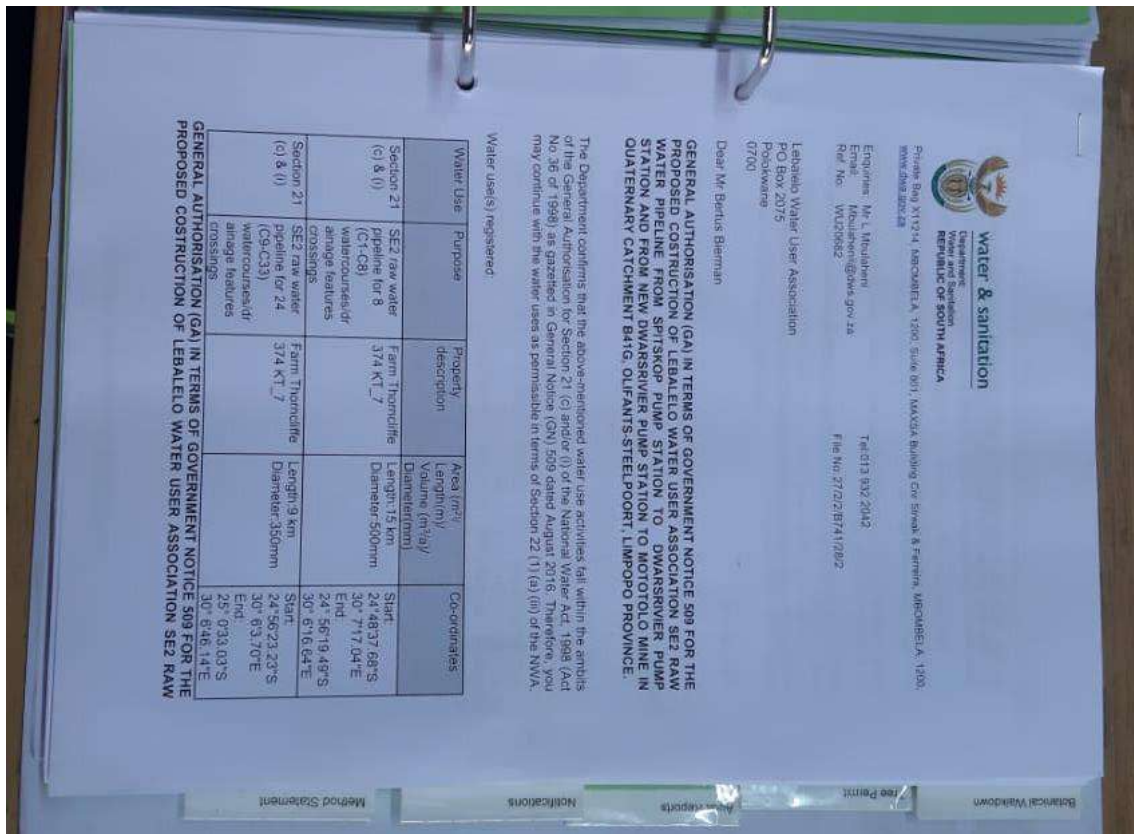 water & sanitation
Department:
Water and Sanitation
REPUBLIC OF SOUTH AFRICA
Private Bag X11214, MBOMBELA, 1200, Suite 801, MAXSA Building Cnr Streak & Ferreira, MBOMBELA, 1200,
www.dwa.gov.za
Enquiries: Mr L Mbulaheni Tel:013 932 2042
Email: Mbulahenil@dws.gov.za
Ref. No: WU20682 File No:27/2/2/B741/28/2
Lebalelo Water User Association
PO Box 2075
Polokwane
0700
Dear Mr Bertus Bierman
GENERAL AUTHORISATION (GA) IN TERMS OF GOVERNMENT NOTICE 509 FOR THE
PROPOSED COSTRUCTION OF LEBALELO WATER USER ASSOCIATION SE2 RAW
WATER PIPELINE FROM SPITSKOP PUMP STATION TO DWARSRIVIER PUMP
STATION AND FROM NEW DWARSRIVIER PUMP STATION TO MOTOTOLO MINE IN
QUATERNARY CATCHMENT B41G, OLIFANTS-STEELPOORT, LIMPOPO PROVINCE.
The Department confirms that the above-mentioned water use activities fall within the ambits
of the General Authorisation for Section 21 (c) and/or (i) of the National Water Act, 1998 (Act
No 36 of 1998) as gazetted in General Notice (GN) 509 dated August 2016. Therefore, you
may continue with the water uses as permissible in terms of Section 22 (1) (a) (iii) of the NWA.
Water use(s) registered:
Water Use
Purpose
Property
description
Area (m²)/
Length(m)/
Volume (m³/a)/
Diameter(mm)
Co-ordinates
Section 21
(c) & (i)
SE2 raw water
pipeline for 8
(C1-C8)
watercourses/dr
ainage features
crossings
Farm Thorncliffe
374 KT_7
Length:15 km
Diameter:500mm
Start:
24°48'37.68"S
30° 7'17.04"E
End:
24° 56'19.49"S
30° 6'16.64"E
Section 21
(c) & (i)
SE2 raw water
pipeline for 24
(C9-C33)
watercourses/dr
ainage features
crossings
Farm Thorncliffe
374 KT_7
Length:9 km
Diameter:350mm
Start:
24°56'23.23"S
30° 6'3.70"E
End:
25° 0'33.03"S
30° 6'46.14"E
GENERAL AUTHORISATION (GA) IN TERMS OF GOVERNMENT NOTICE 509 FOR THE
PROPOSED COSTRUCTION OF LEBALELO WATER USER ASSOCIATION SE2 RAW
Botanical Walkdown
ree Permit
Reports
Notifications
Method Statement